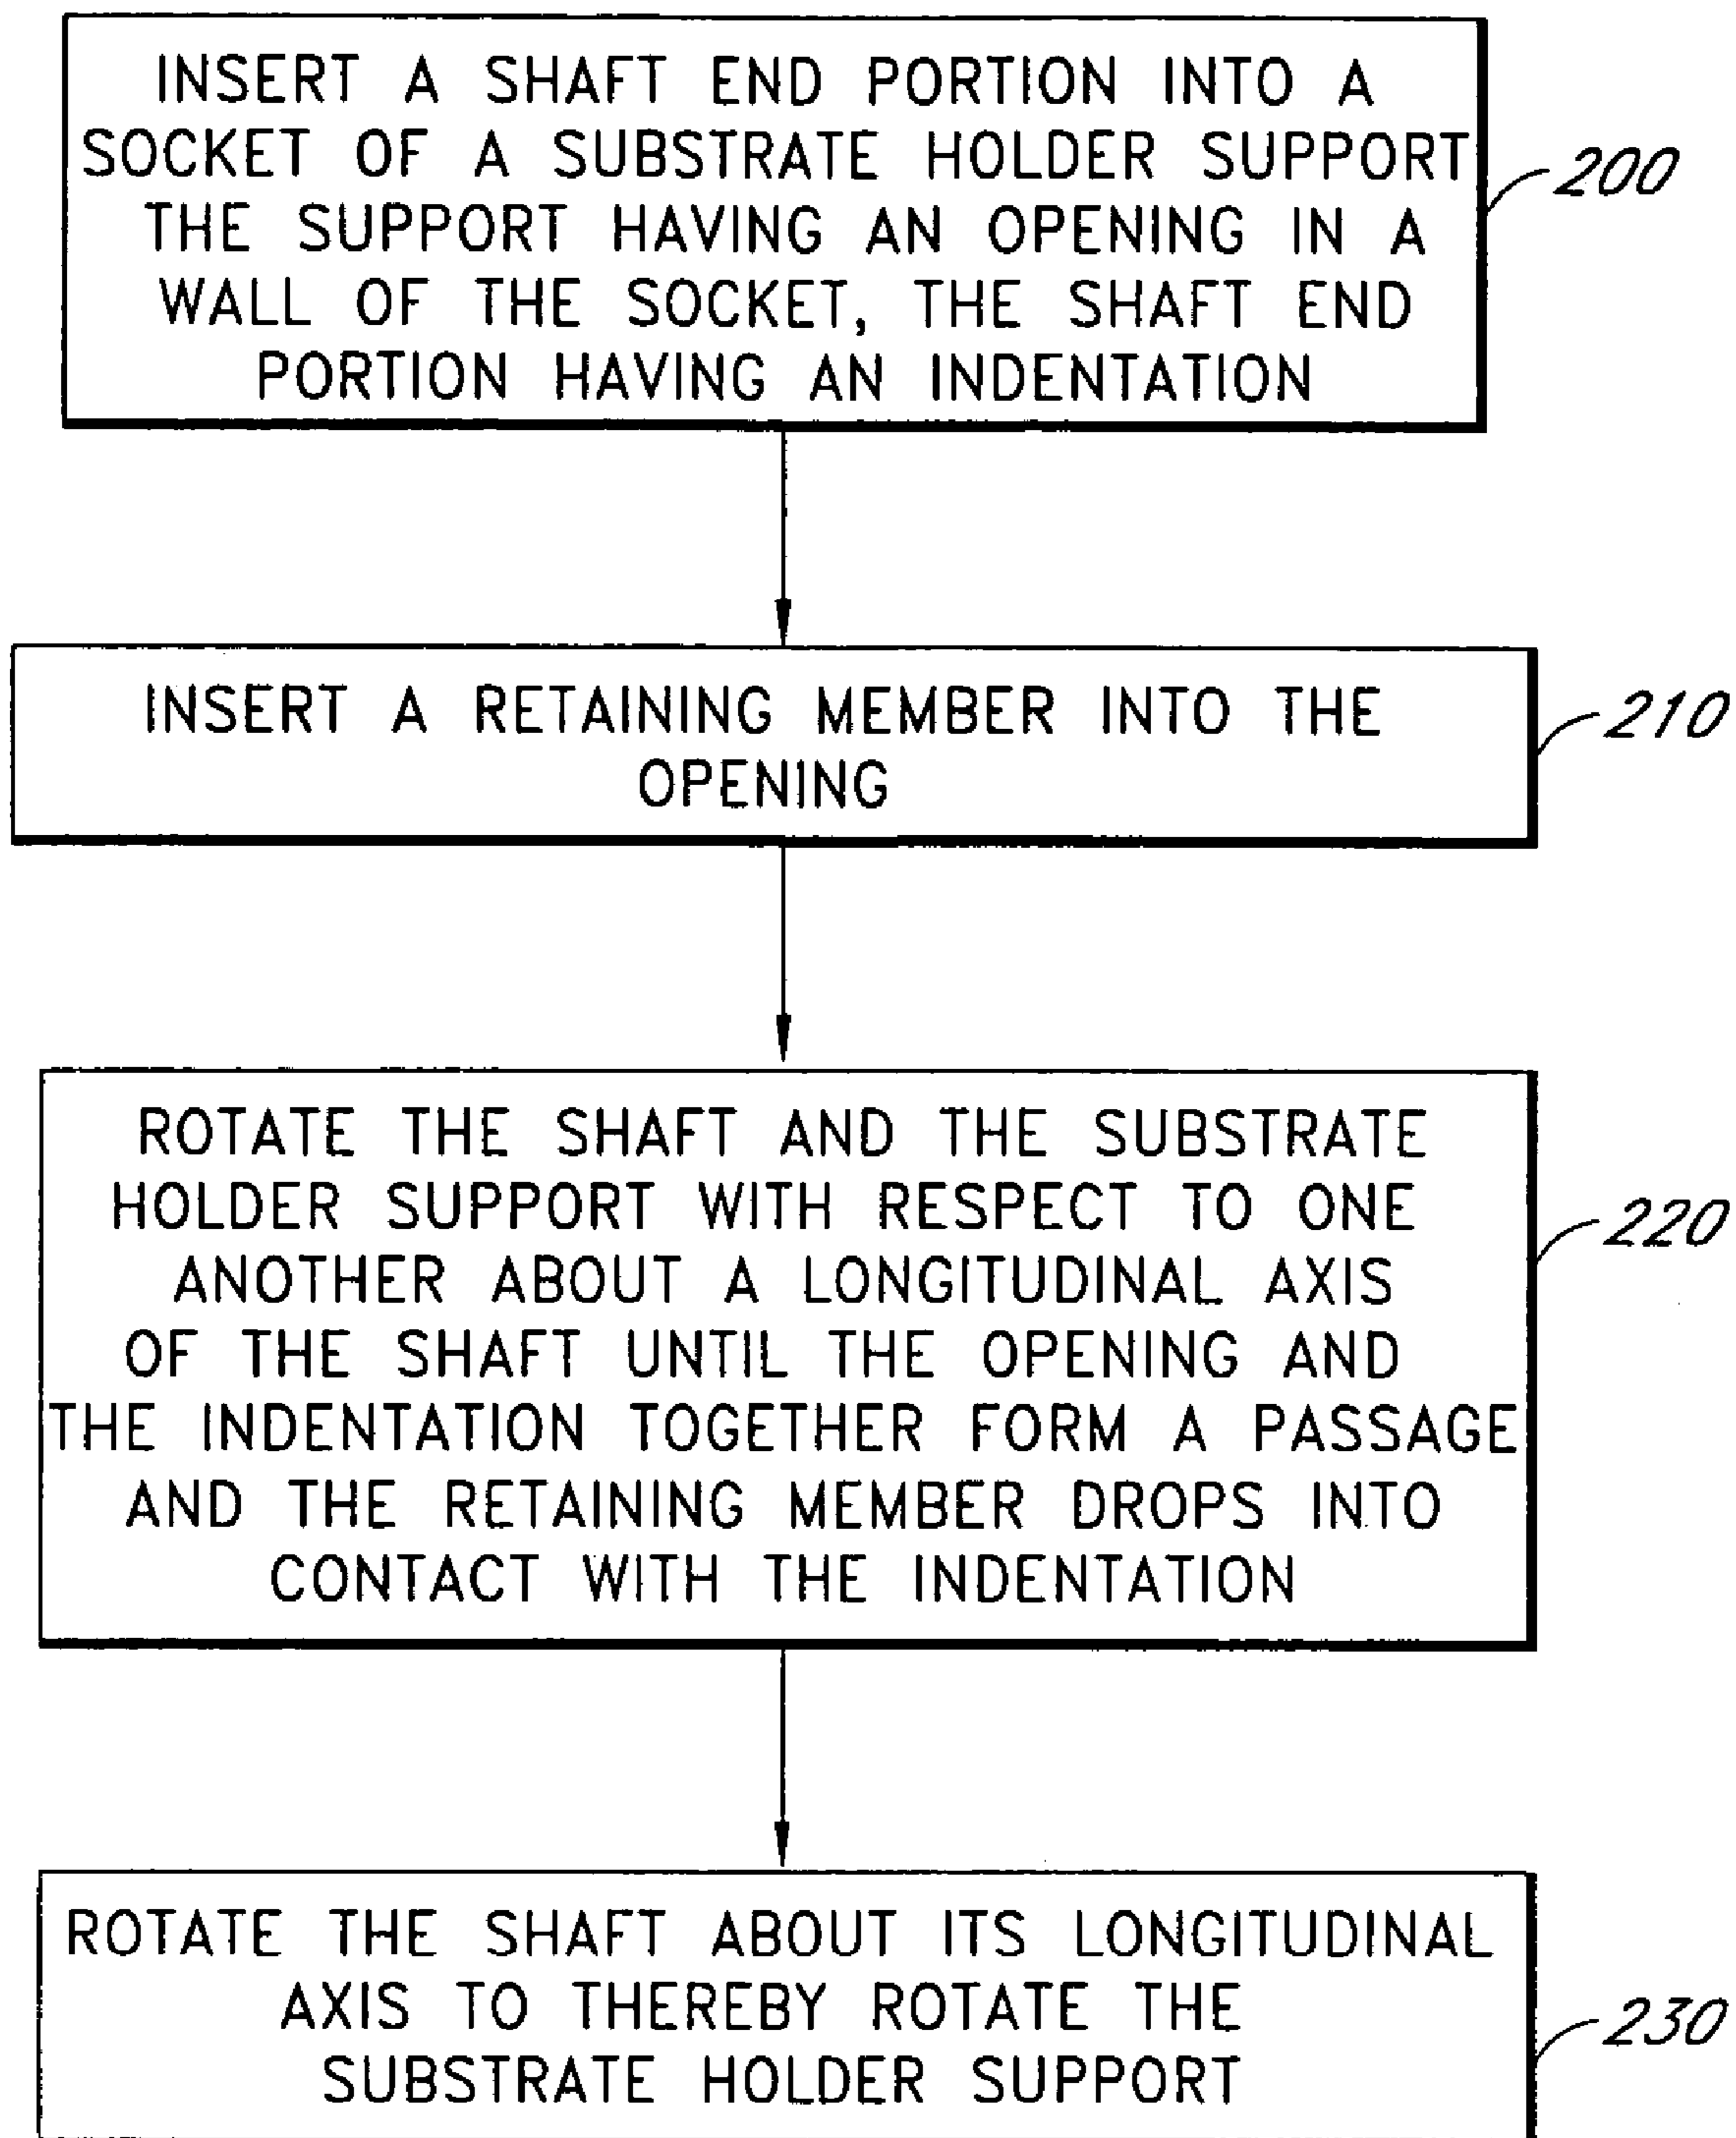 INSERT A SHAFT END PORTION INTO A
SOCKET OF A SUBSTRATE HOLDER SUPPORT
THE SUPPORT HAVING AN OPENING IN A
WALL OF THE SOCKET, THE SHAFT END
PORTION HAVING AN INDENTATION
200
INSERT A RETAINING MEMBER INTO THE
OPENING
210
ROTATE THE SHAFT AND THE SUBSTRATE
HOLDER SUPPORT WITH RESPECT TO ONE
ANOTHER ABOUT A LONGITUDINAL AXIS
OF THE SHAFT UNTIL THE OPENING AND
THE INDENTATION TOGETHER FORM A PASSAGE
AND THE RETAINING MEMBER DROPS INTO
CONTACT WITH THE INDENTATION
220
ROTATE THE SHAFT ABOUT ITS LONGITUDINAL
AXIS TO THEREBY ROTATE THE
SUBSTRATE HOLDER SUPPORT
230